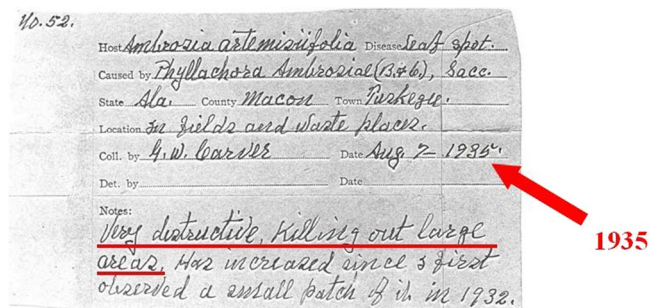 No. 52.
Host Ambrosia artemisiifolia Disease Leaf spot.
Caused by Phyllachora Ambrosiae (B.+C.), Sacc.
State Ala. County Macon Town Tuskegee.
Location In fields and waste places.
Coll. by G. W. Carver Date Aug. 7- 1935.
Det. by Date
1935
Notes:
Very destructive, Killing out large
areas, Has increased since I first
observed a small patch of it in 1932.